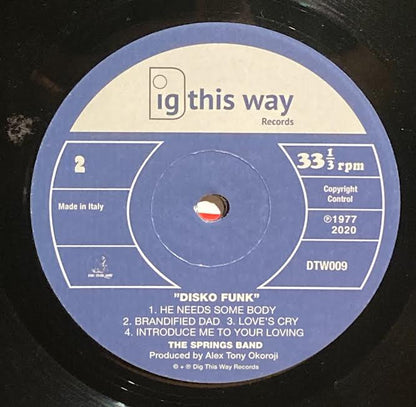 Dig this way
Records
2
33 1/3 rpm
Made in Italy
Copyright
Control
℗1977
2020
DTW009
"DISKO FUNK"
1. HE NEEDS SOME BODY
2. BRANDIFIED DAD 3. LOVE'S CRY
4. INTRODUCE ME TO YOUR LOVING
THE SPRINGS BAND
Produced by Alex Tony Okoroji
© + ℗ Dig This Way Records